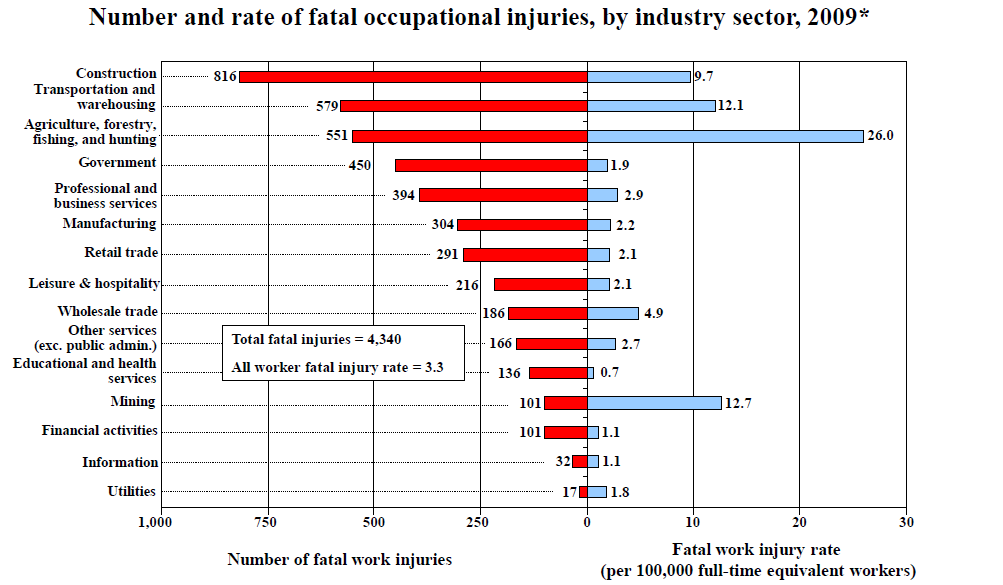 Number and rate of fatal occupational injuries, by industry sector, 2009*
Construction 816 9.7
Transportation and
warehousing 579 12.1
Agriculture, forestry,
fishing, and hunting 551 26.0
Government 450 1.9
Professional and
business services 394 2.9
Manufacturing 304 2.2
Retail trade 291 2.1
Leisure & hospitality 216 2.1
Wholesale trade 186 4.9
Other services
(exc. public admin.) 166 2.7
Total fatal injuries = 4,340
All worker fatal injury rate = 3.3
Educational and health
services 136 0.7
Mining 101 12.7
Financial activities 101 1.1
Information 32 1.1
Utilities 17 1.8
1,000 750 500 250 0 10 20 30
Number of fatal work injuries
Fatal work injury rate
(per 100,000 full-time equivalent workers)